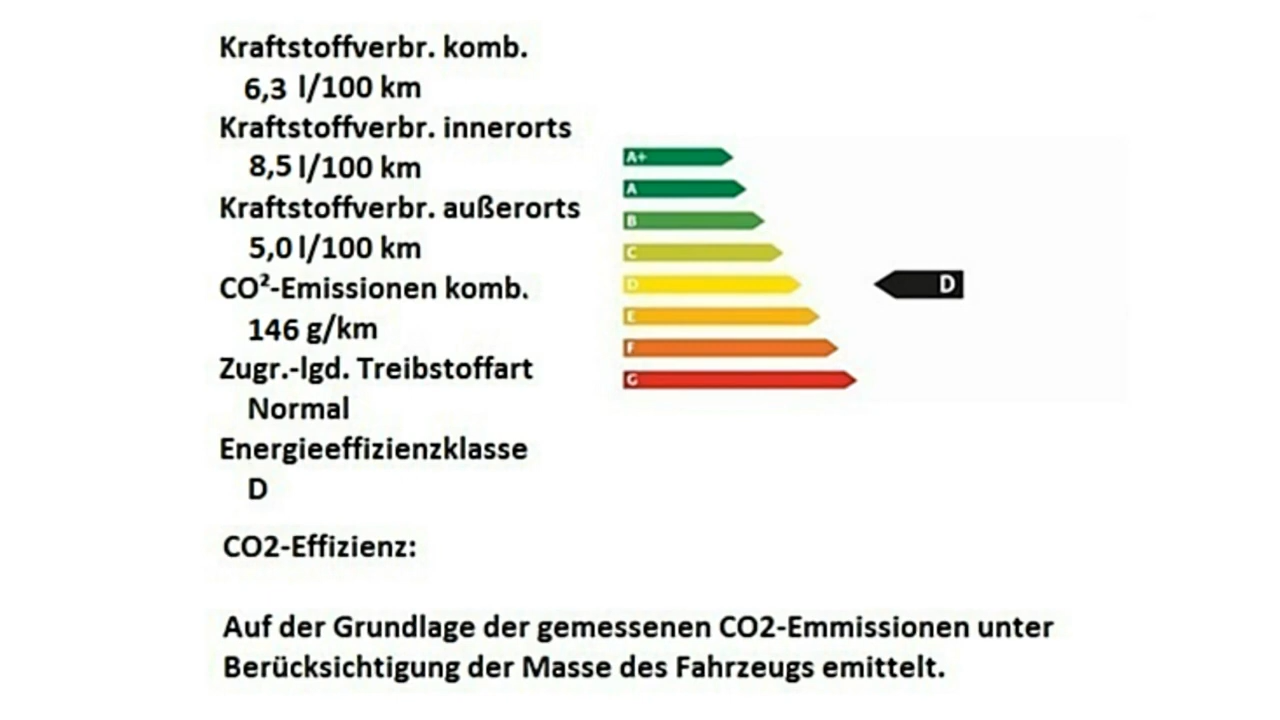 Kraftstoffverbr. komb.
6,3 l/100 km
Kraftstoffverbr. innerorts
8,5 l/100 km
Kraftstoffverbr. außerorts
5,0 l/100 km
CO²-Emissionen komb.
146 g/km
Zugr.-lgd. Treibstoffart
Normal
Energieeffizienzklasse
D
A+
A
B
C
D
D
E
F
G
CO2-Effizienz:
Auf der Grundlage der gemessenen CO2-Emmissionen unter
Berücksichtigung der Masse des Fahrzeugs emittelt.